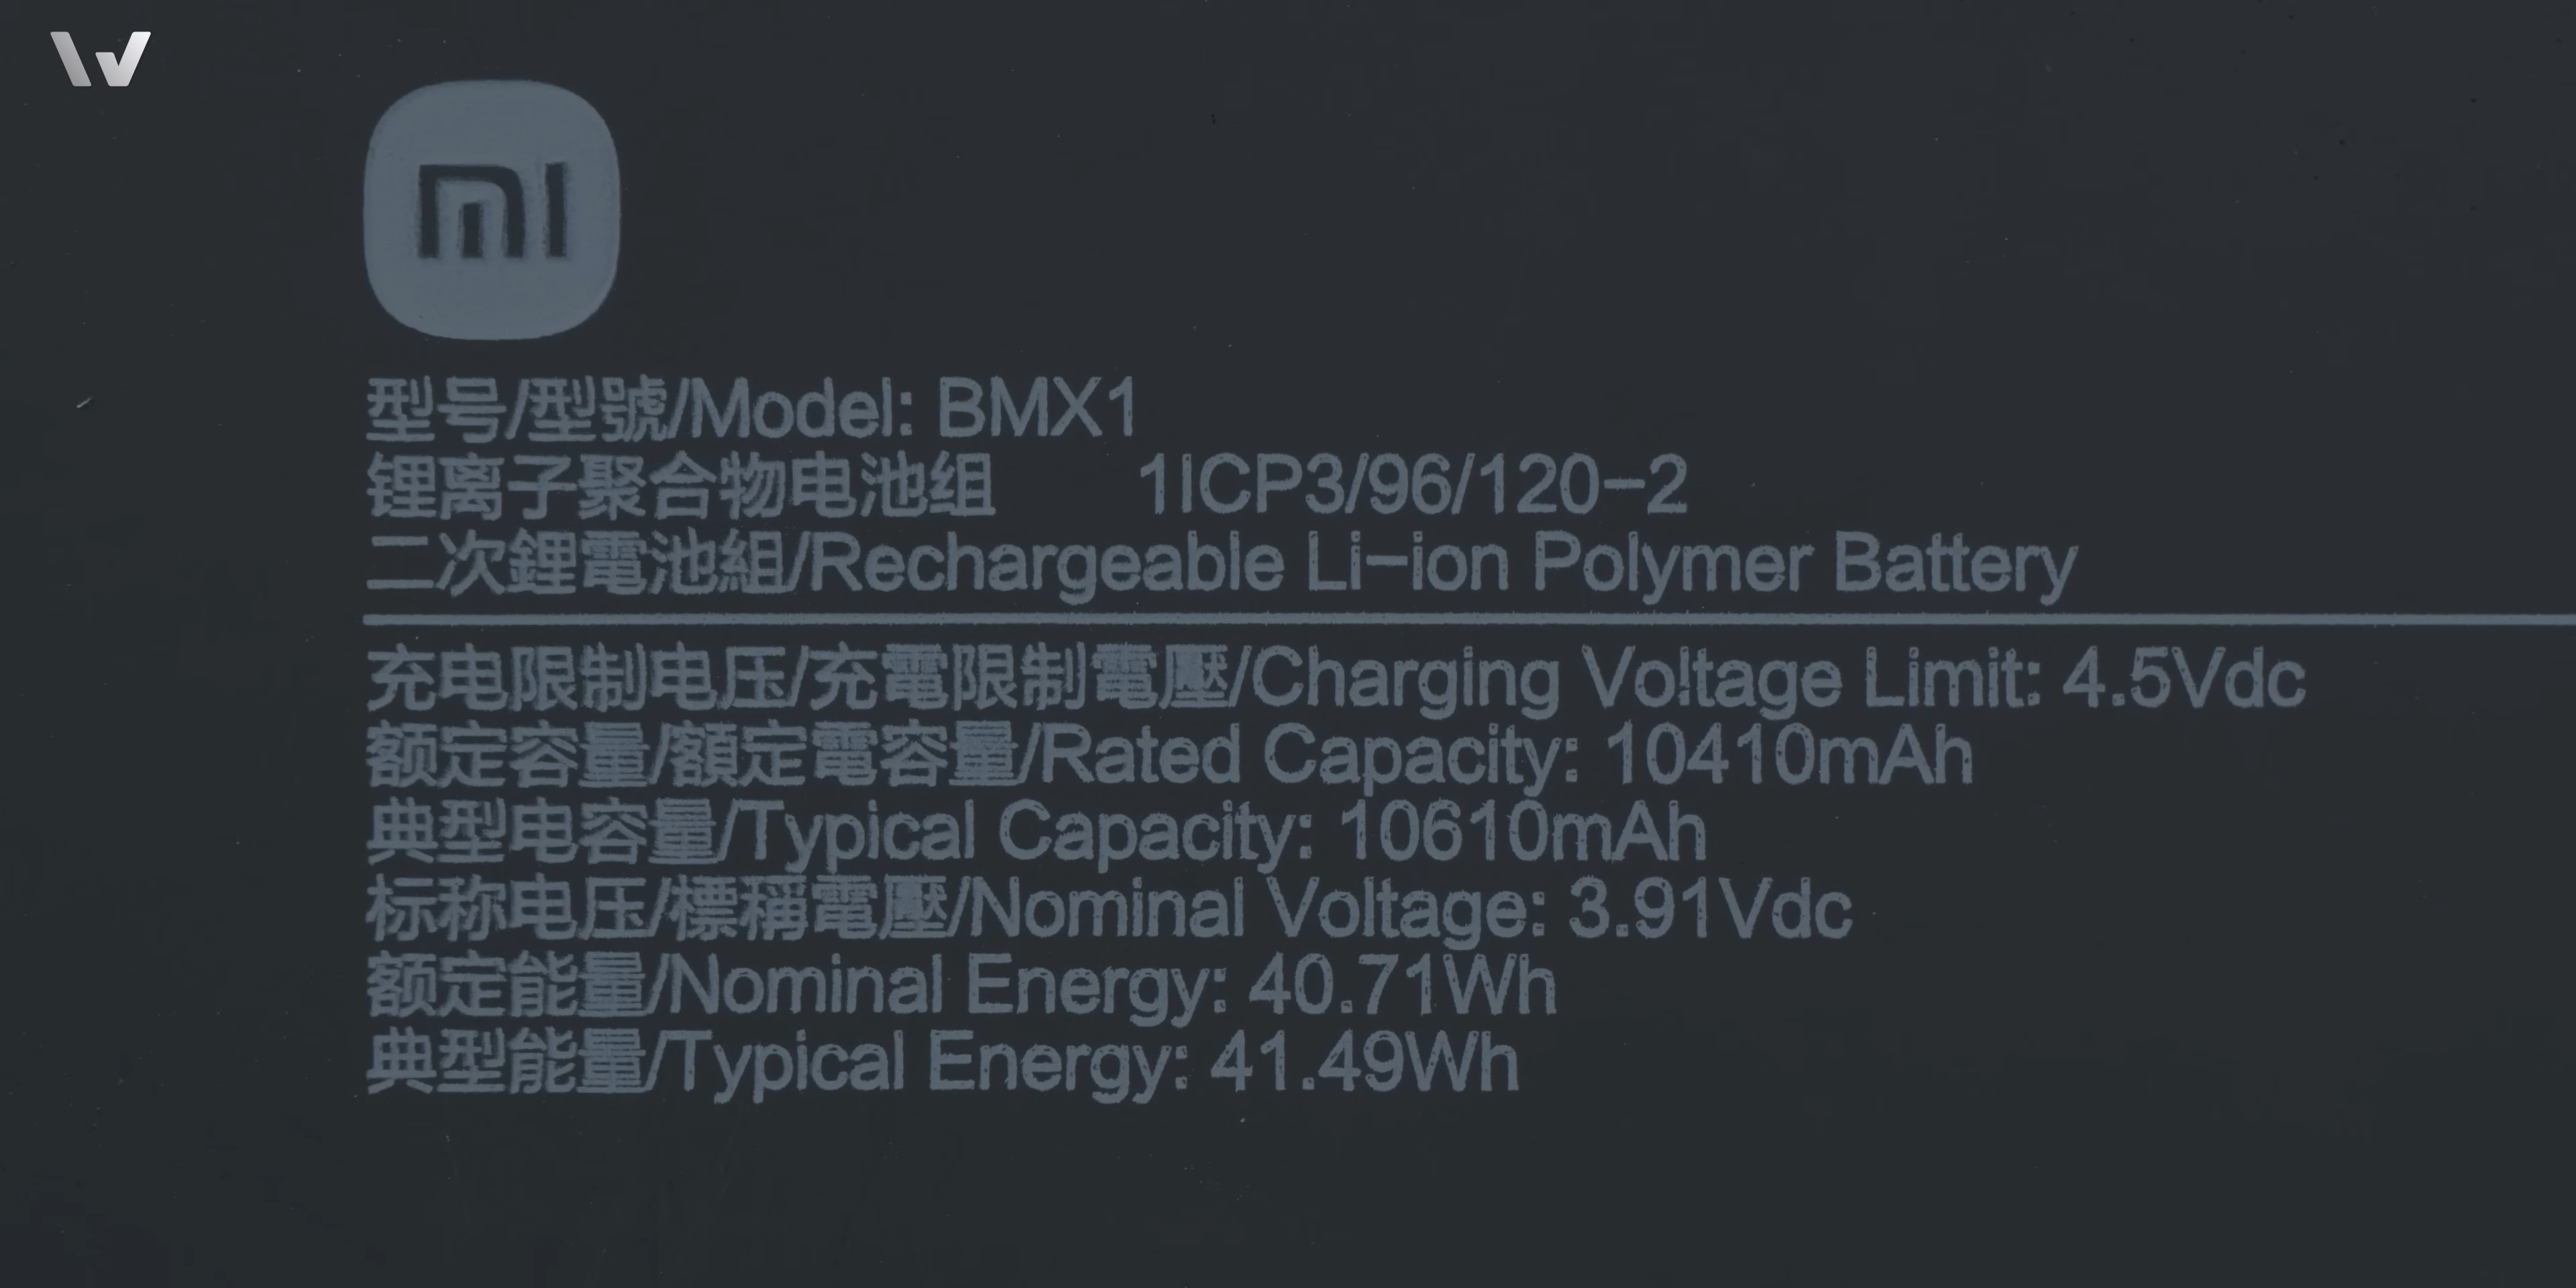 W
mi
型号/型號/Model: BMX1
锂离子聚合物电池组 1ICP3/96/120-2
二次鋰電池組/Rechargeable Li-ion Polymer Battery
充电限制电压/充電限制電壓/Charging Voltage Limit: 4.5Vdc
额定容量/額定電容量/Rated Capacity: 10410mAh
典型电容量/Typical Capacity: 10610mAh
标称电压/標稱電壓/Nominal Voltage: 3.91Vdc
额定能量/Nominal Energy: 40.71Wh
典型能量/Typical Energy: 41.49Wh